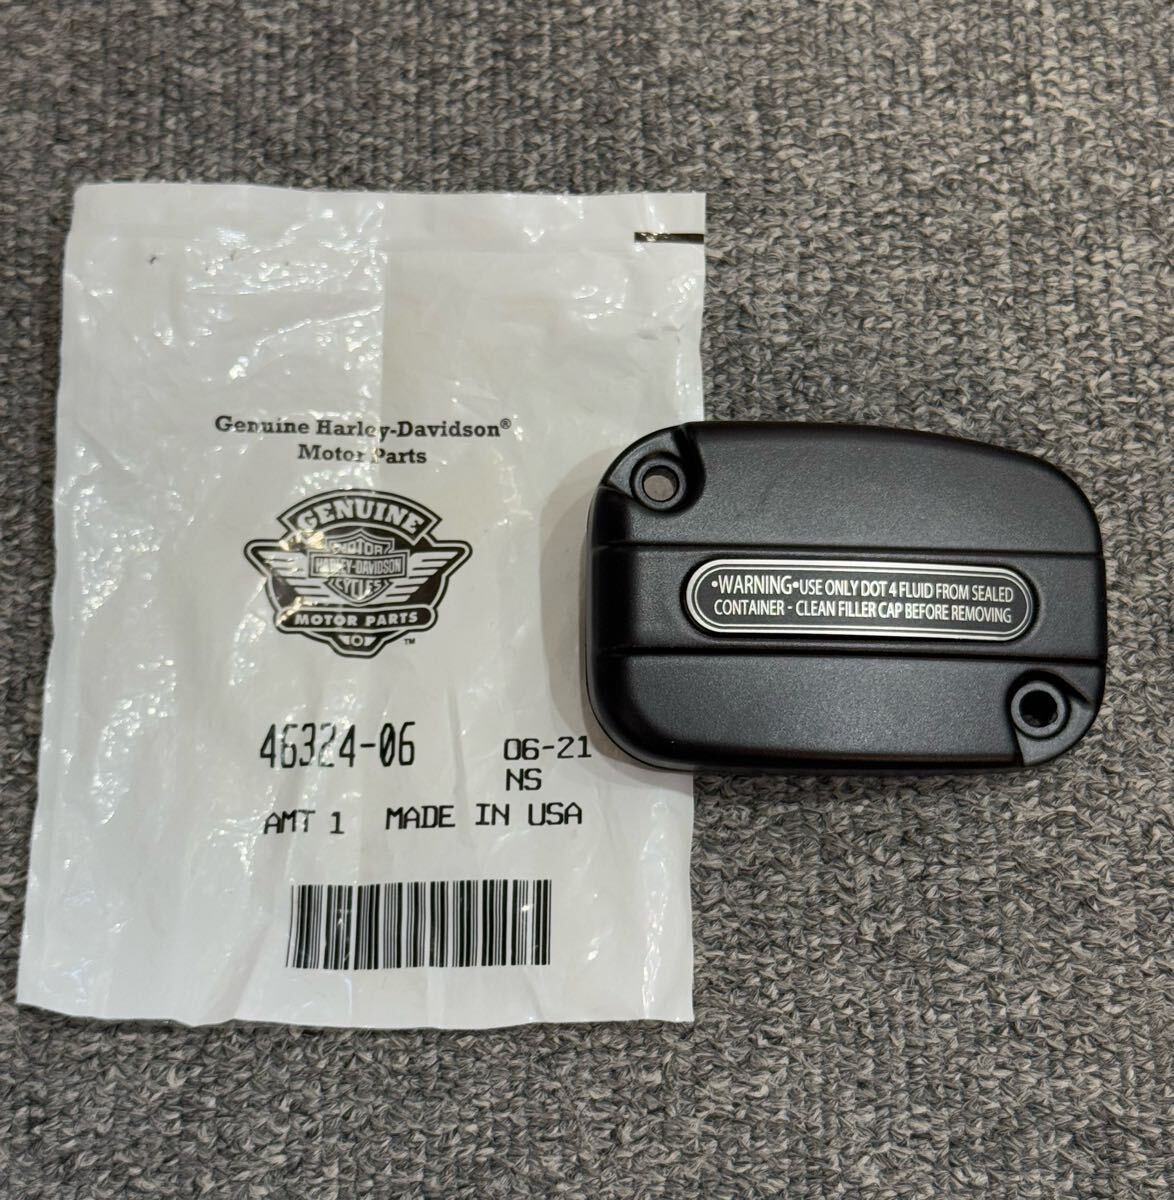 Genuine Harley-Davidson®
Motor Parts
GENUINE
MOTOR
HARLEY-DAVIDSON
CYCLES
MOTOR PARTS
™
46324-06
06-21
NS
AMT 1 MADE IN USA
•WARNING•USE ONLY DOT 4 FLUID FROM SEALED
CONTAINER - CLEAN FILLER CAP BEFORE REMOVING